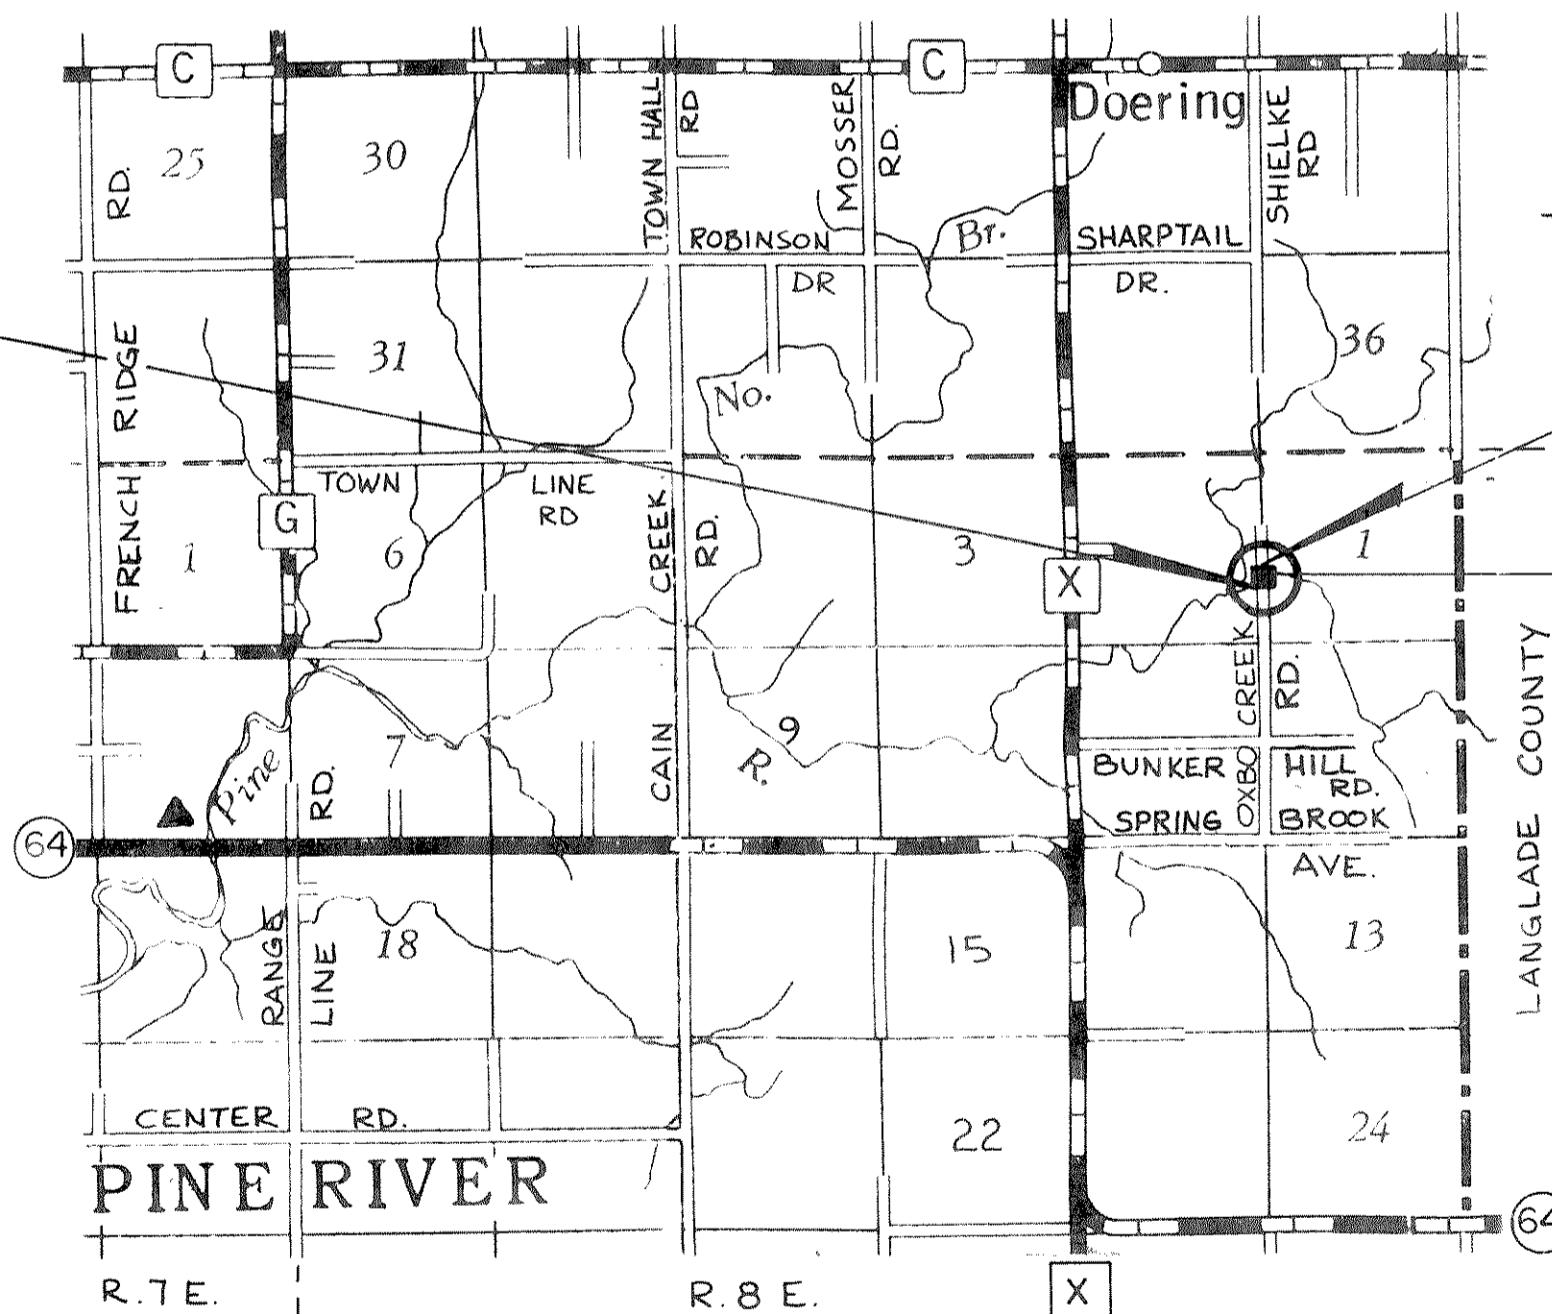 C
C
Doering
25
30
RD.
TOWN HALL
RD
MOSSER
RD.
SHIELKE
RD
ROBINSON
DR
Br.
SHARPTAIL
DR.
FRENCH RIDGE
31
No.
36
TOWN
LINE
RD
G
1
6
CREEK
RD.
3
X
1
CAIN
OXBO CREEK
RD.
LANGLADE COUNTY
7
9
R.
Pine
RD.
BUNKER
HILL
RD.
SPRING
BROOK
AVE.
64
RANGE
LINE
18
15
13
CENTER
RD.
22
24
PINE RIVER
64
R.7 E.
R.8 E.
X